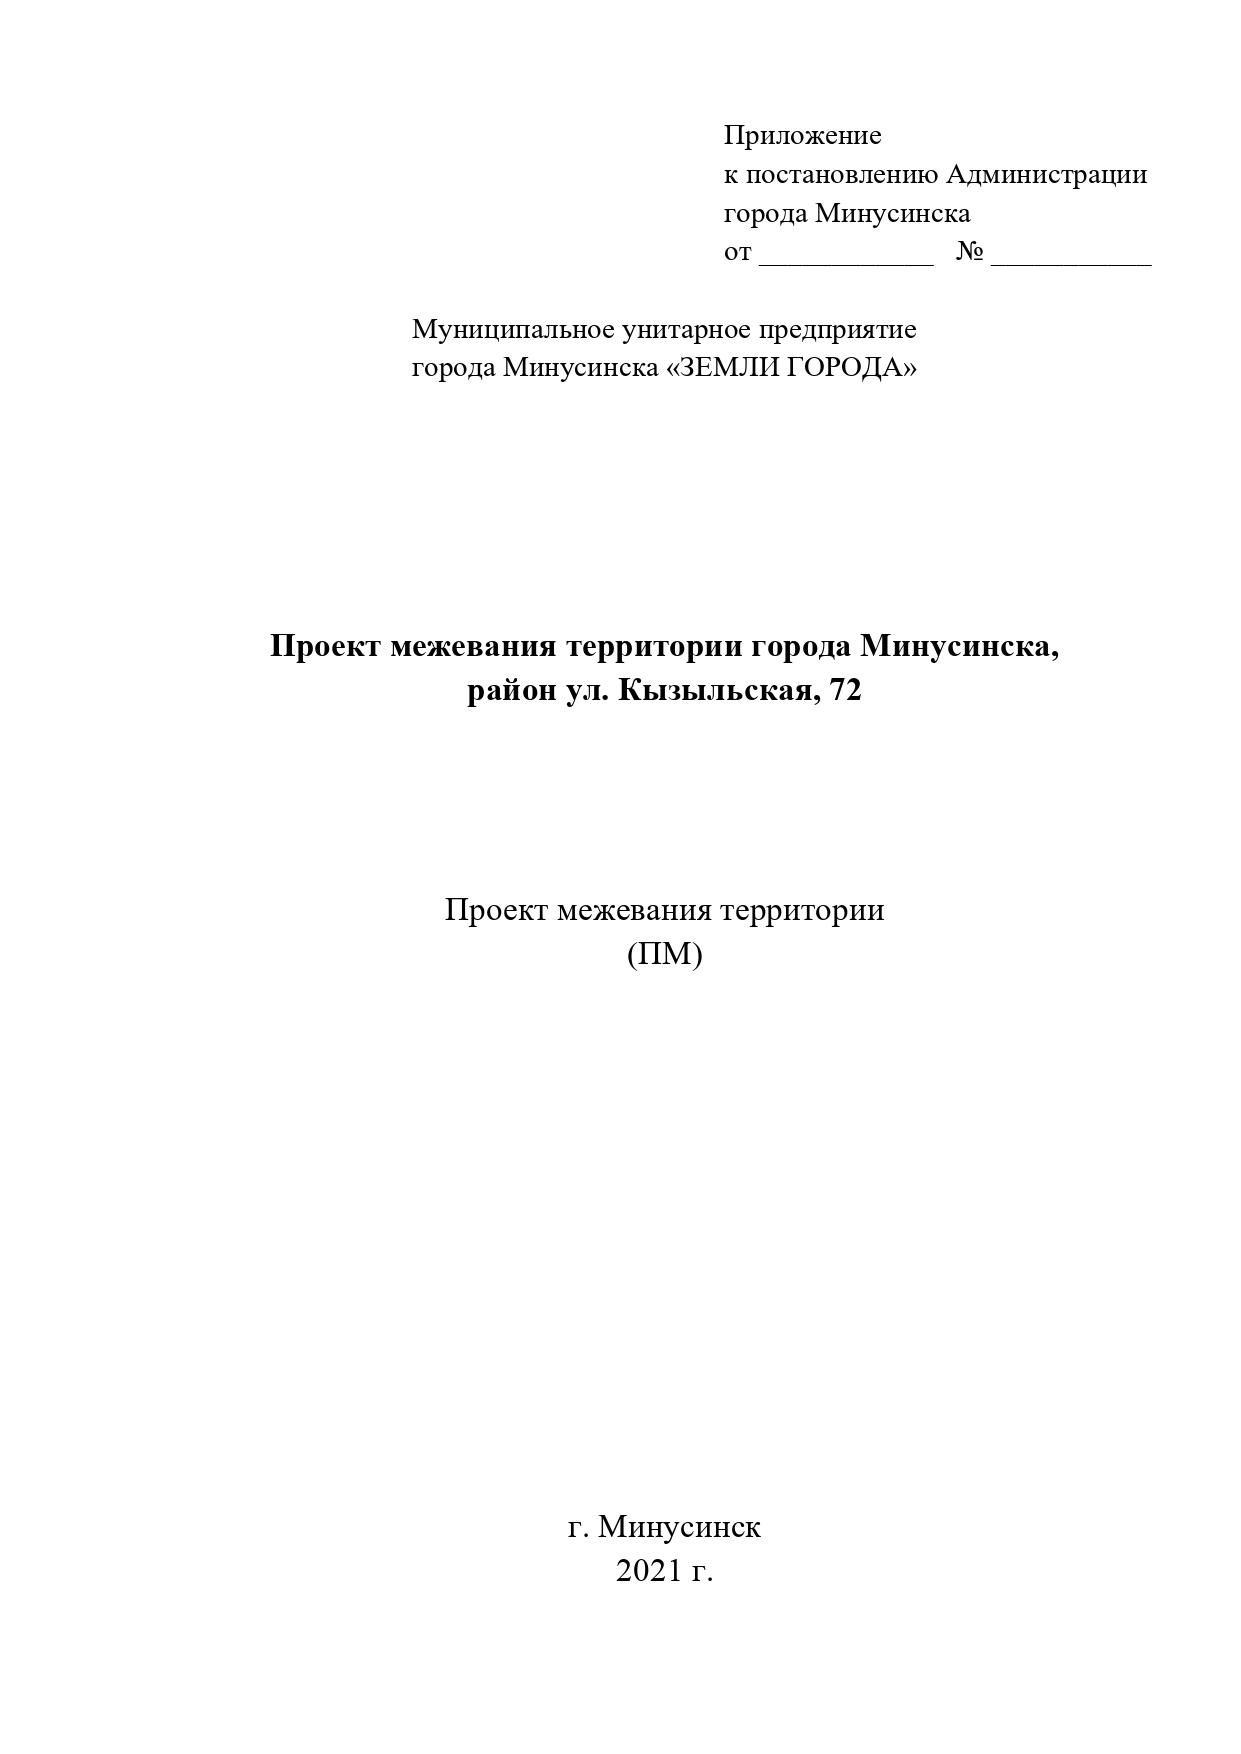 Приложение
к постановлению Администрации
города Минусинска
от ____________ № ___________
Муниципальное унитарное предприятие
города Минусинска «ЗЕМЛИ ГОРОДА»
Проект межевания территории города Минусинска,
район ул. Кызыльская, 72
Проект межевания территории
(ПМ)
г. Минусинск
2021 г.